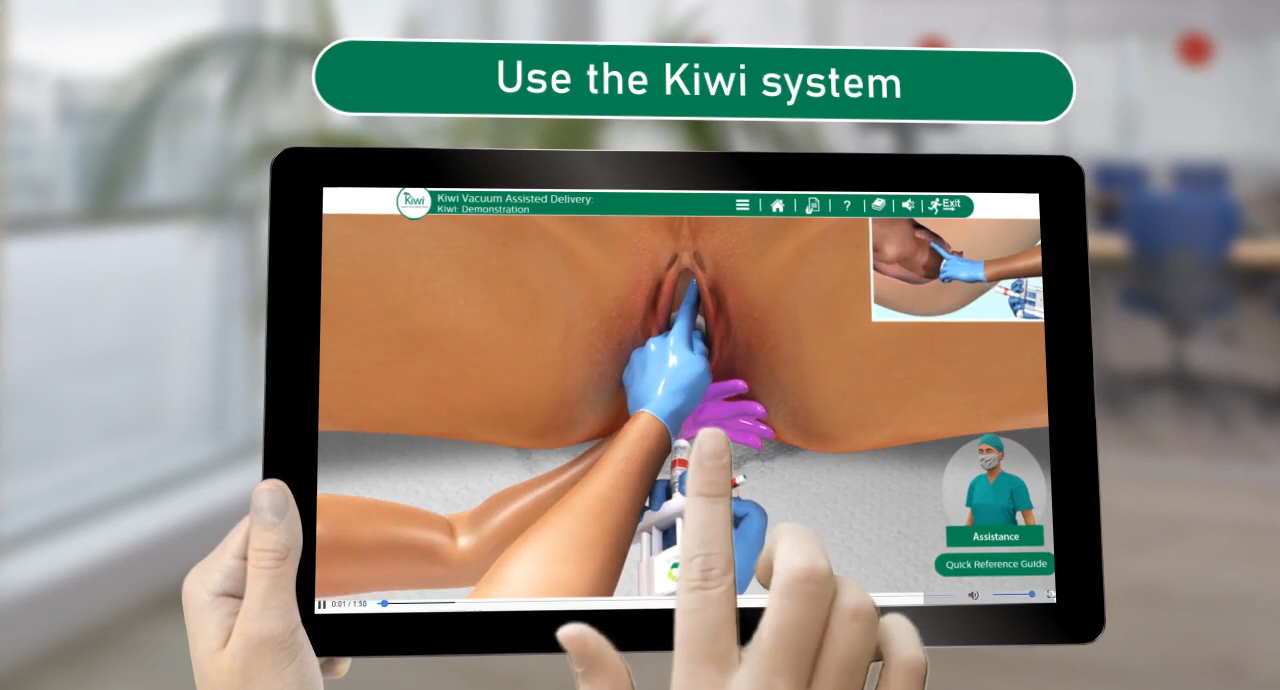 Use the Kiwi system
Kiwi
Kiwi Vacuum Assisted Delivery:
Kiwi: Demonstration
?
Exit
Assistance
Quick Reference Guide
0:01 / 1:50